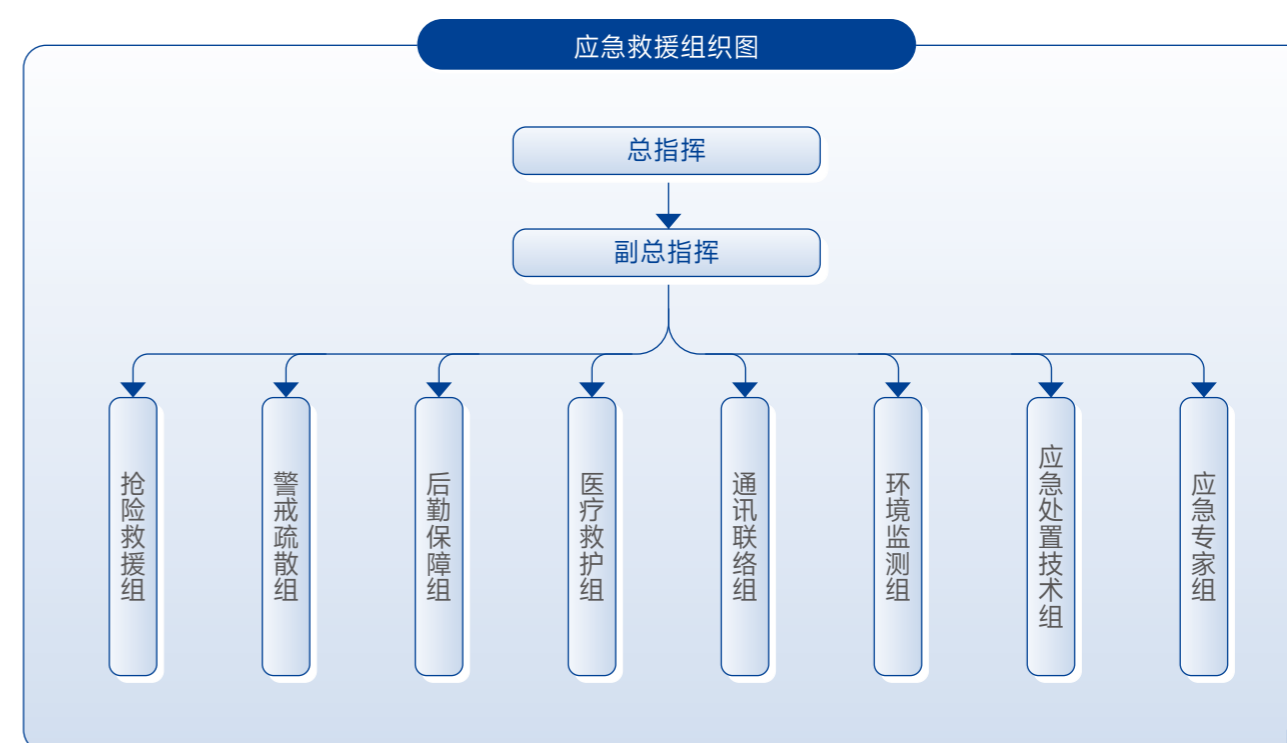 应急救援组织图
总指挥
副总指挥
抢险救援组
警戒疏散组
后勤保障组
医疗救护组
通讯联络组
环境监测组
应急处置技术组
应急专家组